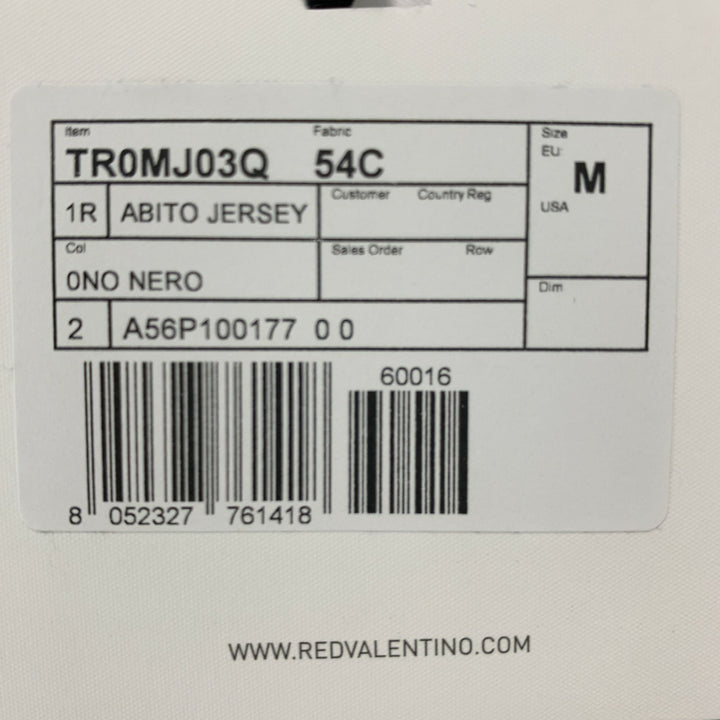 Item Fabric Size
TR0MJ03Q 54C EU M
1R ABITO JERSEY Customer Country Reg USA
Col Sales Order Row
0NO NERO Dim
2 A56P100177 0 0
60016
8 052327 761418
WWW.REDVALENTINO.COM